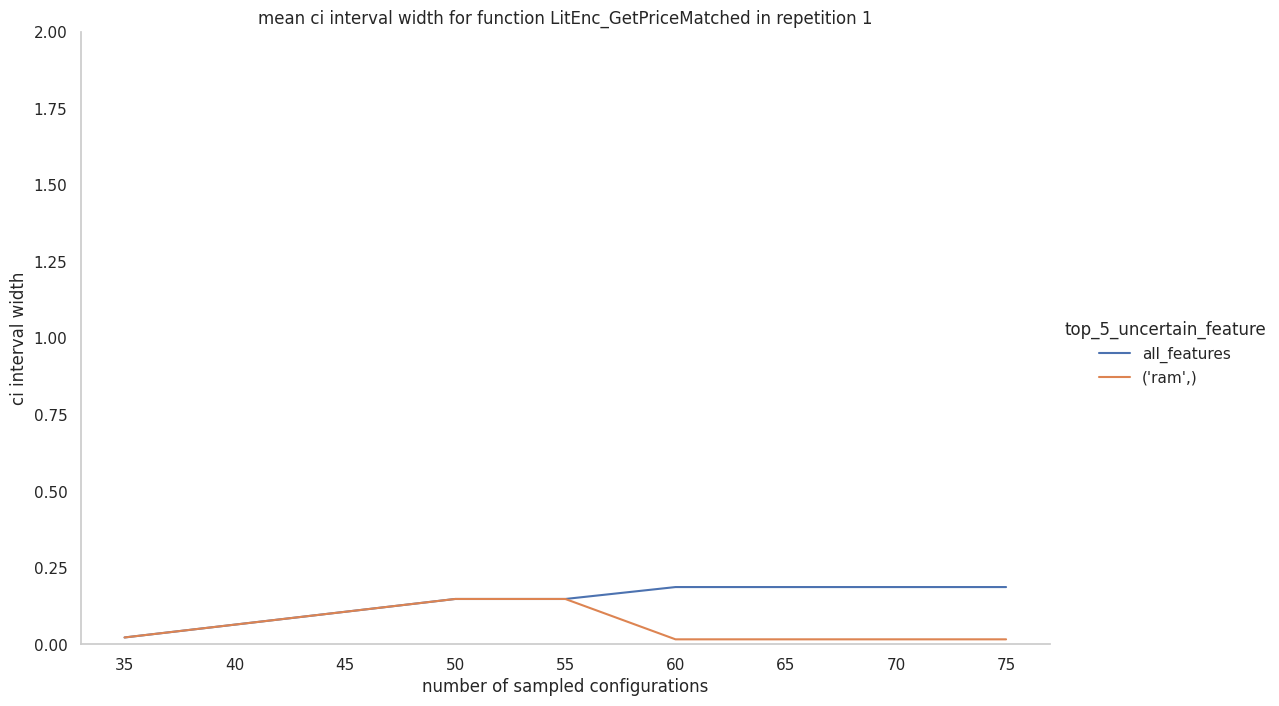 mean ci interval width for function LitEnc_GetPriceMatched in repetition 1
2.00
1.75
1.50
1.25
1.00
0.75
0.50
0.25
0.00
ci interval width
35 40 45 50 55 60 65 70 75
number of sampled configurations
top_5_uncertain_feature
all_features
('ram',)